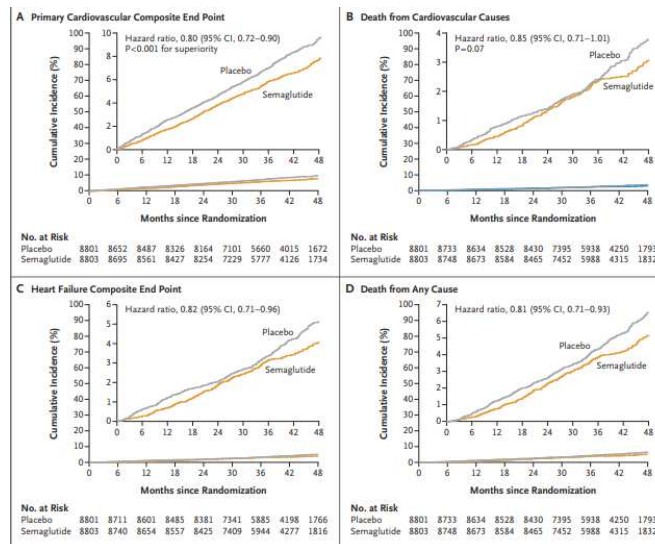 A Primary Cardiovascular Composite End Point
Hazard ratio, 0.80 (95% CI, 0.72–0.90)
P<0.001 for superiority
Placebo
Semaglutide
Cumulative Incidence (%)
100
90
80
70
60
50
40
30
20
10
0
10
8
6
4
2
0
0 6 12 18 24 30 36 42 48
0 6 12 18 24 30 36 42 48
Months since Randomization
No. at Risk
Placebo 8801 8652 8487 8326 8164 7101 5660 4015 1672
Semaglutide 8803 8695 8561 8427 8254 7229 5777 4126 1734
B Death from Cardiovascular Causes
Hazard ratio, 0.85 (95% CI, 0.71–1.01)
P=0.07
Placebo
Semaglutide
Cumulative Incidence (%)
100
90
80
70
60
50
40
30
20
10
0
4
3
2
1
0
0 6 12 18 24 30 36 42 48
0 6 12 18 24 30 36 42 48
Months since Randomization
No. at Risk
Placebo 8801 8733 8634 8528 8430 7395 5938 4250 1793
Semaglutide 8803 8748 8673 8584 8465 7452 5988 4315 1832
C Heart Failure Composite End Point
Hazard ratio, 0.82 (95% CI, 0.71–0.96)
Placebo
Semaglutide
Cumulative Incidence (%)
100
90
80
70
60
50
40
30
20
10
0
6
5
4
3
2
1
0
0 6 12 18 24 30 36 42 48
0 6 12 18 24 30 36 42 48
Months since Randomization
No. at Risk
Placebo 8801 8711 8601 8485 8381 7341 5885 4198 1766
Semaglutide 8803 8740 8654 8557 8425 7409 5944 4277 1816
D Death from Any Cause
Hazard ratio, 0.81 (95% CI, 0.71–0.93)
Placebo
Semaglutide
Cumulative Incidence (%)
100
90
80
70
60
50
40
30
20
10
0
7
6
5
4
3
2
1
0
0 6 12 18 24 30 36 42 48
0 6 12 18 24 30 36 42 48
Months since Randomization
No. at Risk
Placebo 8801 8733 8634 8528 8430 7395 5938 4250 1793
Semaglutide 8803 8748 8673 8584 8465 7452 5988 4315 1832